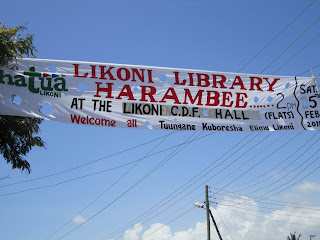 hatua
LIKONI
LIKONI LIBRARY
HARAMBEE......
AT THE LIKONI C.D.F. HALL
Welcome all Tuungane Kuboresha Elimu Likoni
2pm
(FLATS)
SAT.
5
FEB